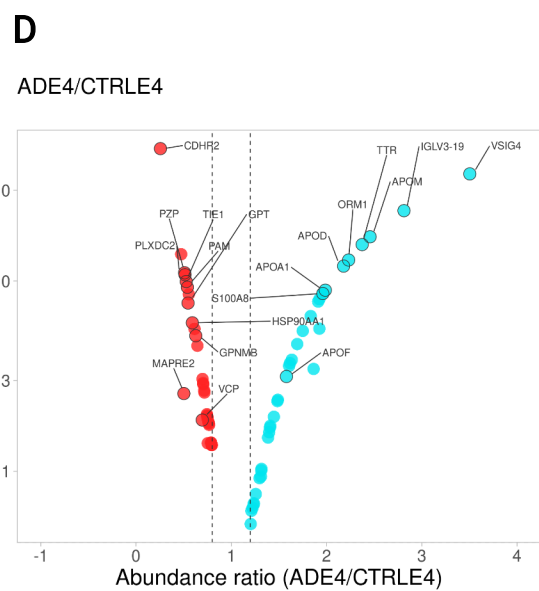 D
ADE4/CTRLE4
CDHR2
TTR
IGLV3-19
VSIG4
APOM
0
PZP
TIE1
GPT
ORM1
PLXDC2
PAM
APOD
APOA1
0
S100A8
HSP90AA1
GPNMB
APOF
MAPRE2
3
VCP
1
-1 0 1 2 3 4
Abundance ratio (ADE4/CTRLE4)